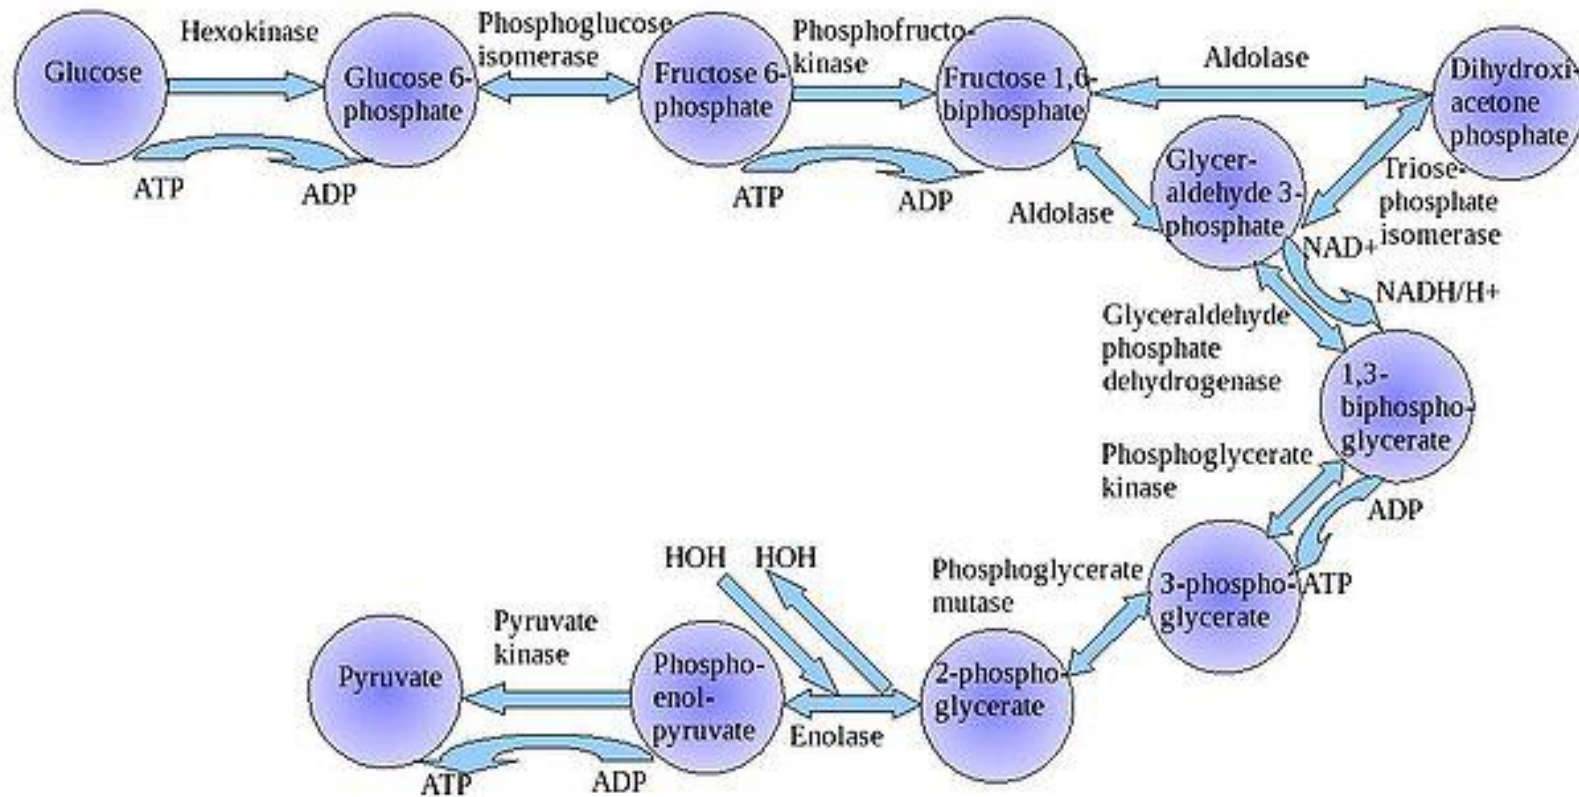 Glucose
Hexokinase
ATP
ADP
Glucose 6-
phosphate
Phosphoglucose
isomerase
Fructose 6-
phosphate
Phosphofructo-
kinase
ATP
ADP
Fructose 1,6-
biphosphate
Aldolase
Dihydroxi-
acetone
phosphate
Aldolase
Glycer-
aldehyde 3-
phosphate
Triose-
phosphate
isomerase
NAD+
NADH/H+
Glyceraldehyde
phosphate
dehydrogenase
1,3-
biphospho-
glycerate
Phosphoglycerate
kinase
ADP
ATP
3-phospho-
glycerate
Phosphoglycerate
mutase
2-phospho-
glycerate
HOH HOH
Enolase
Phospho-
enol-
pyruvate
Pyruvate
kinase
ADP
ATP
Pyruvate